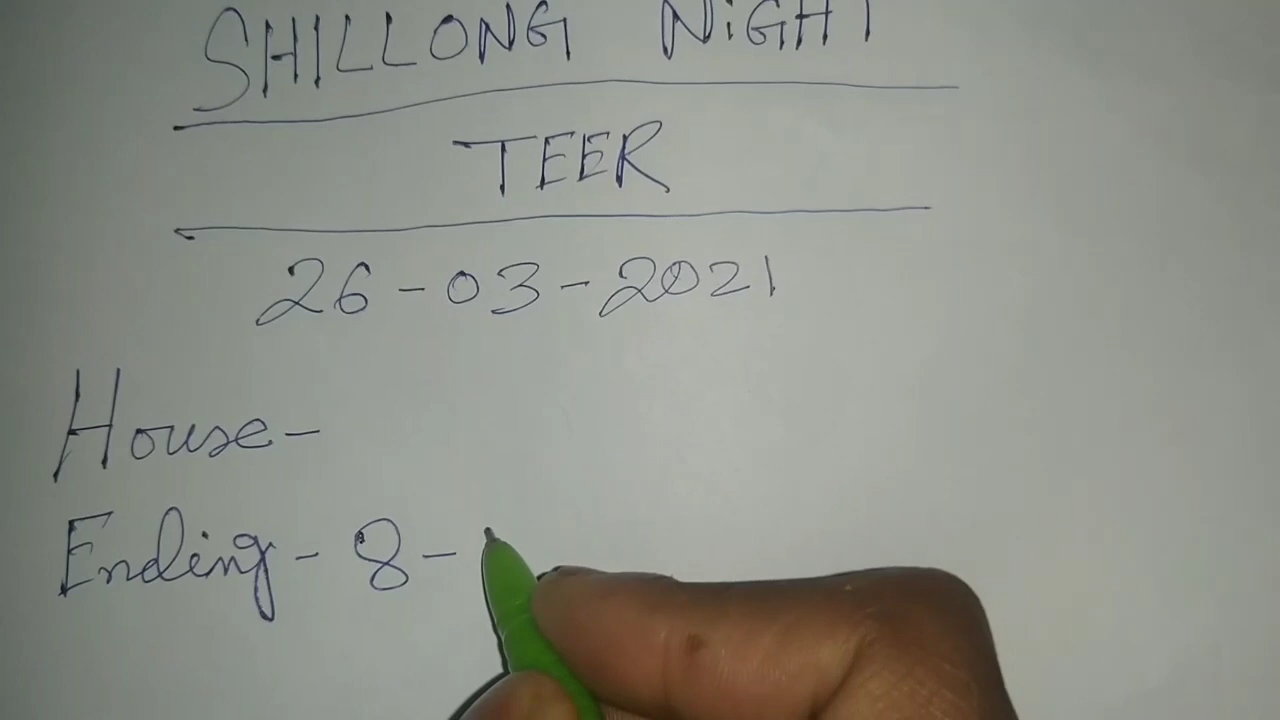 SHILLONG NiGHT
TEER
26-03-2021
House-
Ending - 8 -